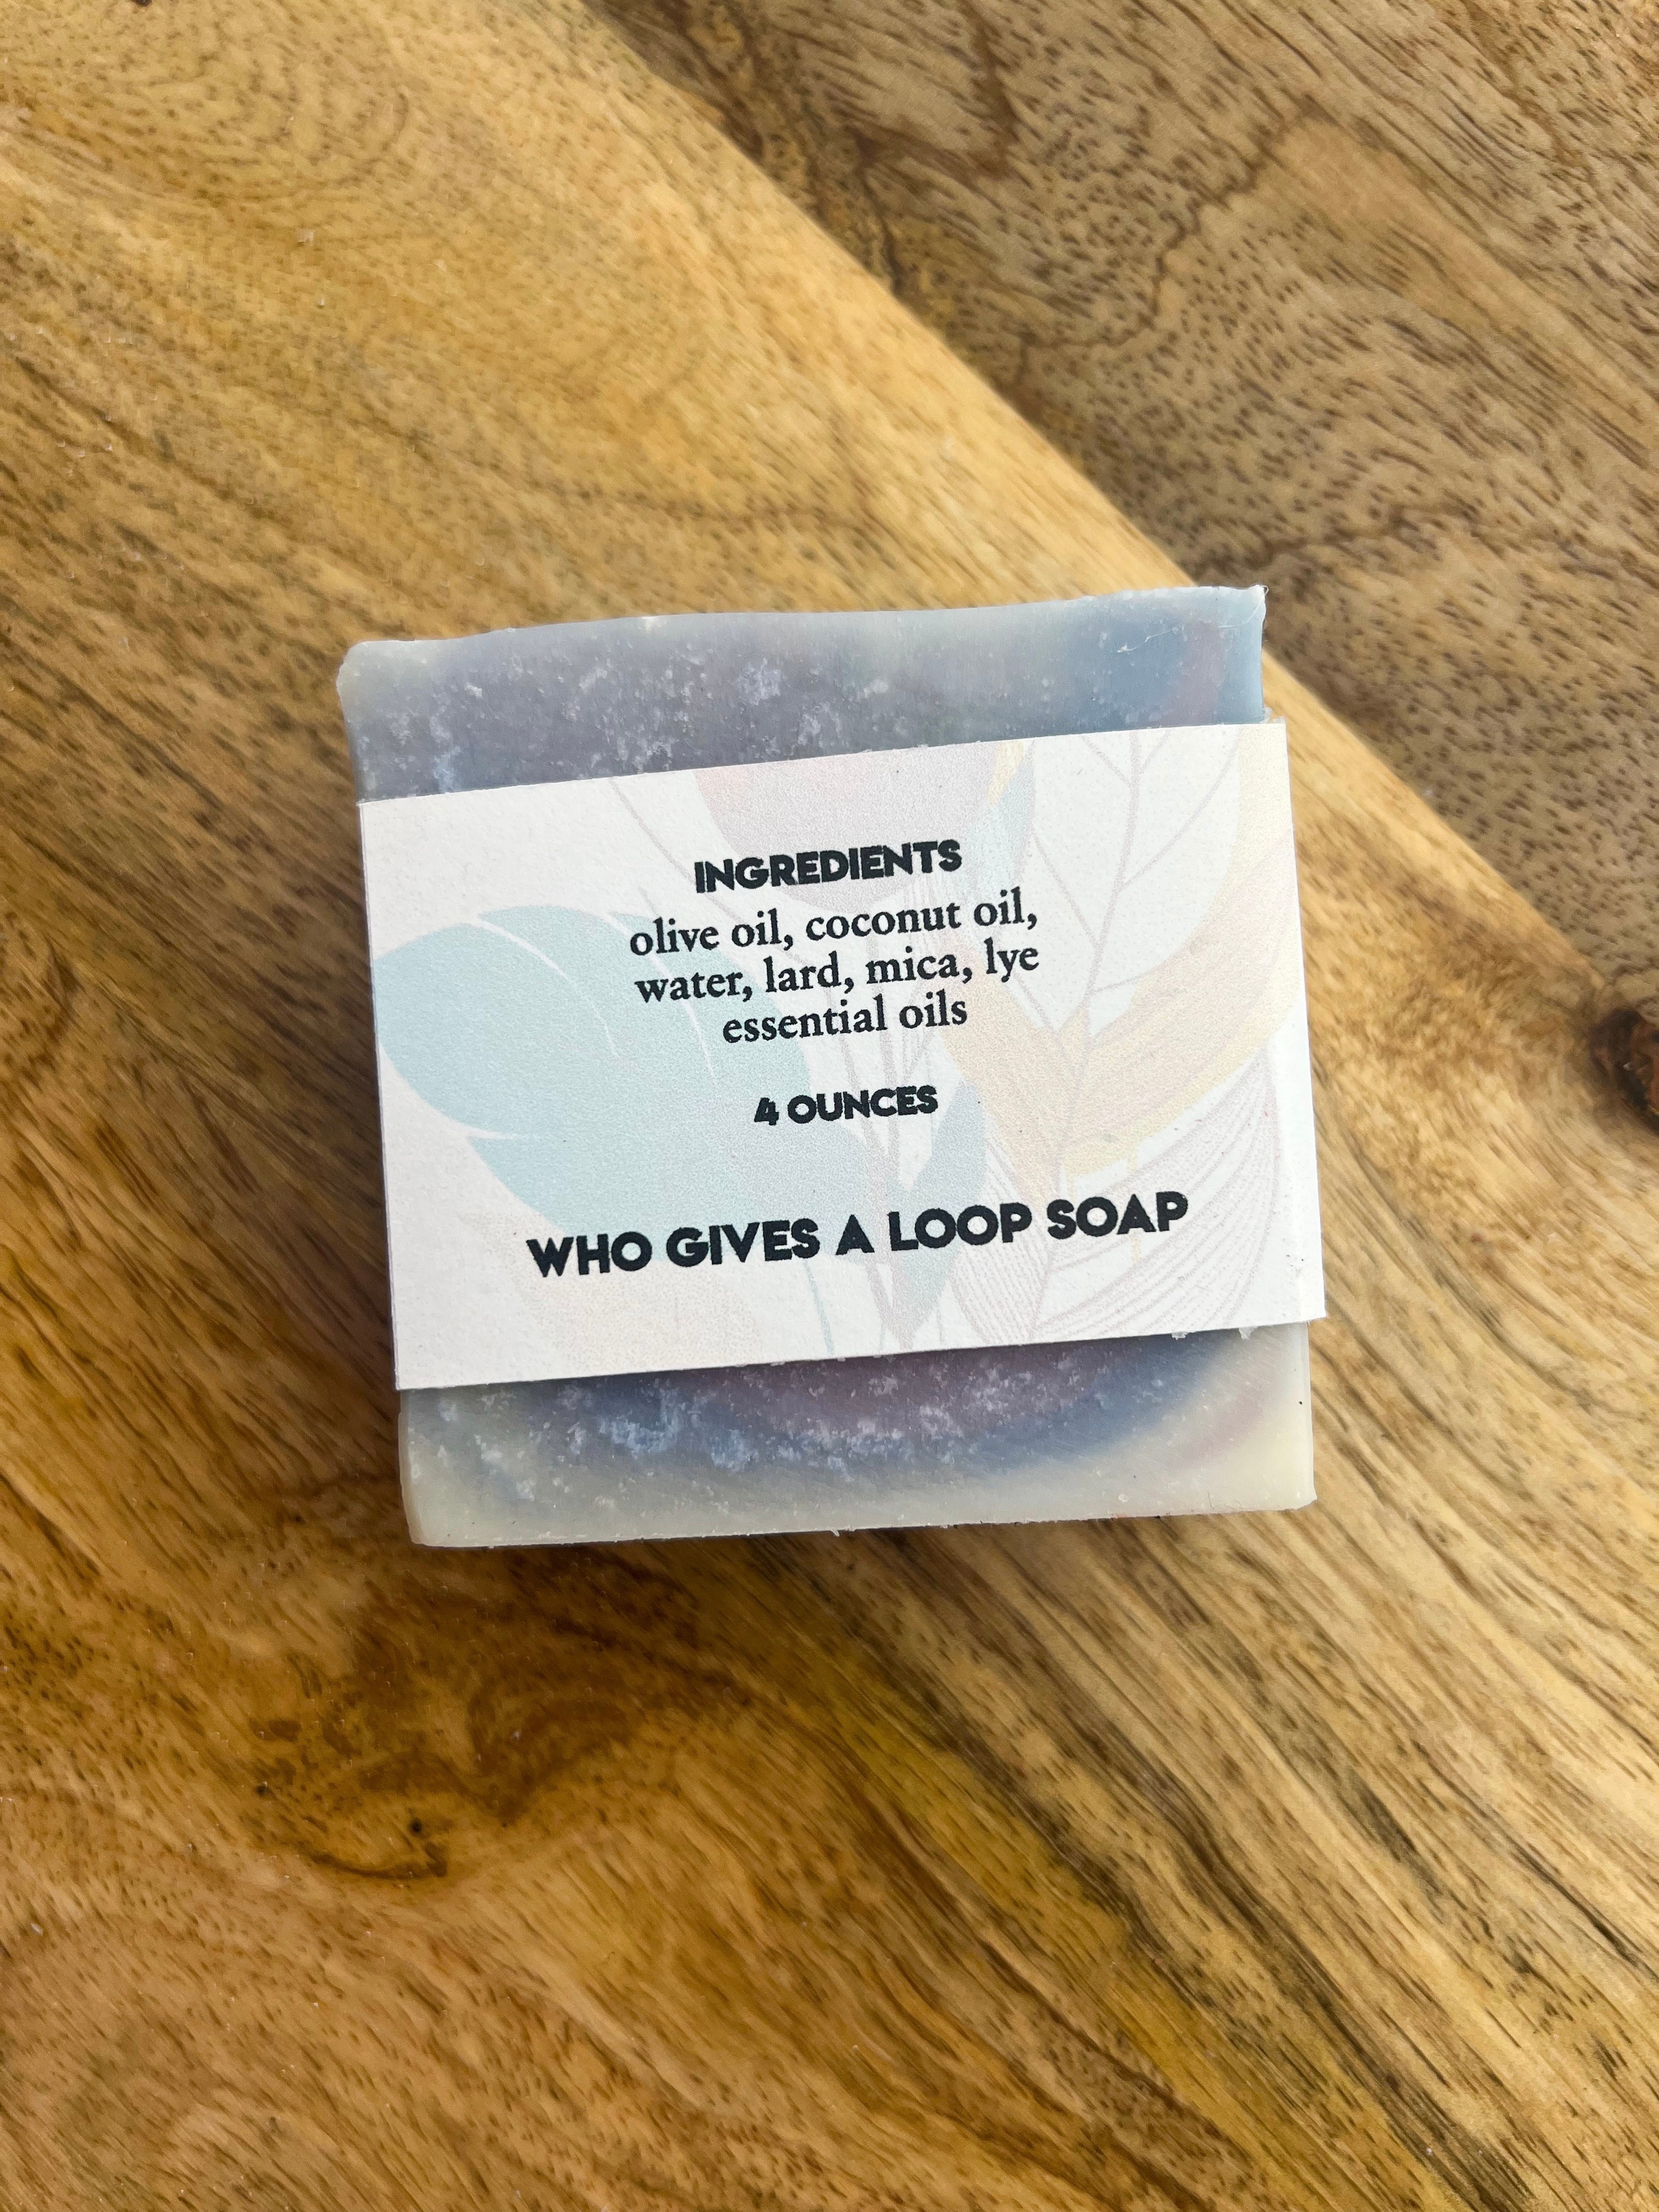 INGREDIENTS
olive oil, coconut oil,
water, lard, mica, lye
essential oils
4 OUNCES
WHO GIVES A LOOP SOAP